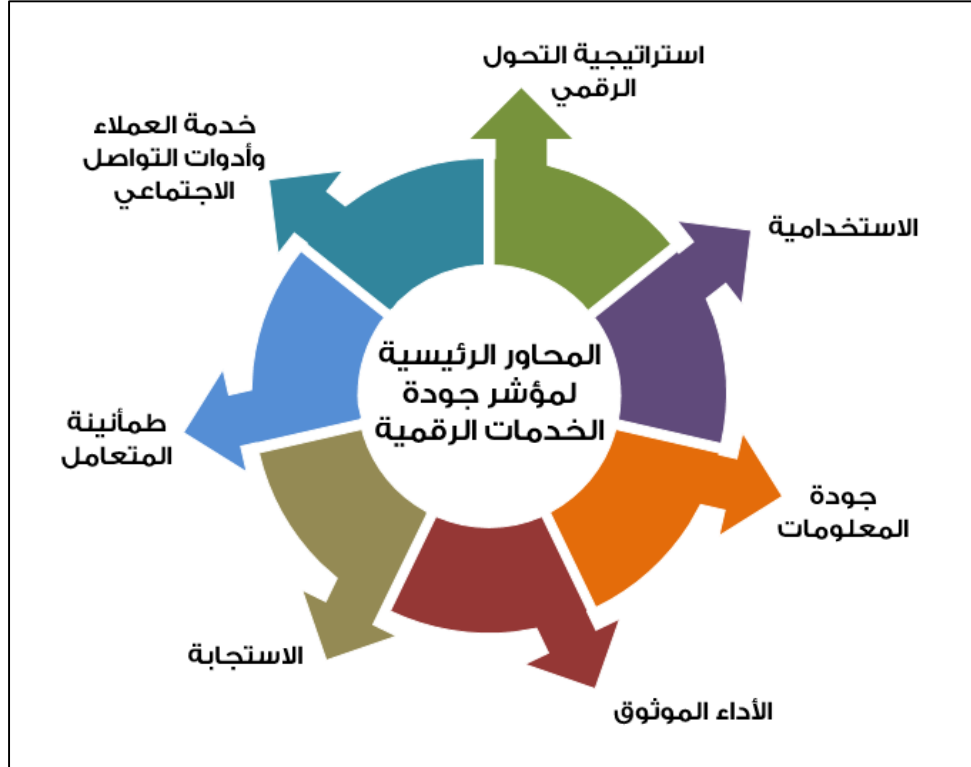 استراتيجية التحول
الرقمي
الاستخدامية
جودة
المعلومات
الأداء الموثوق
الاستجابة
طمأنينة
المتعامل
خدمة العملاء
وأدوات التواصل
الاجتماعي
المحاور الرئيسية
لمؤشر جودة
الخدمات الرقمية